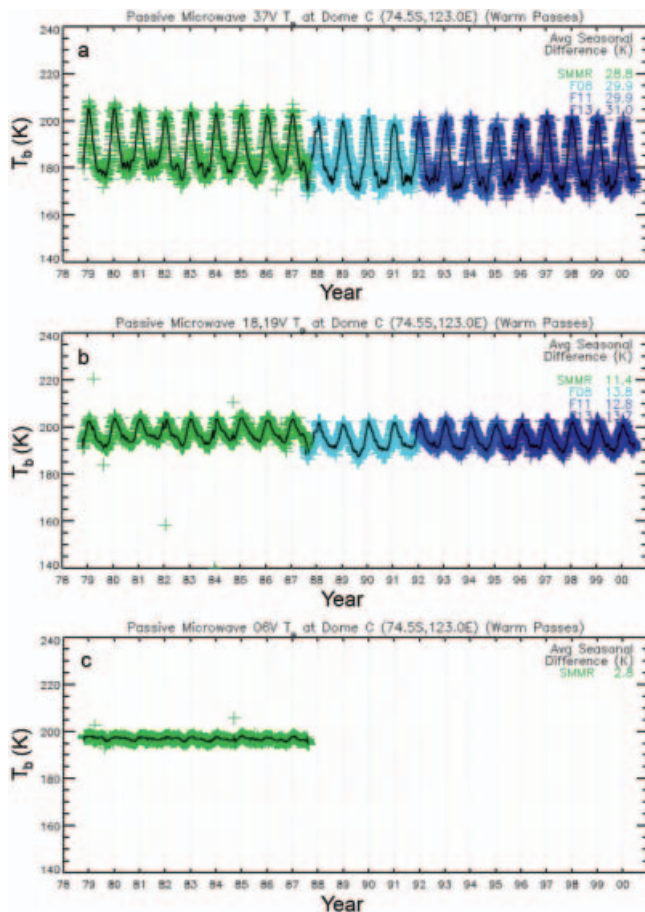 Passive Microwave 37V T_B at Dome C (74.5S,123.0E) (Warm Passes)
a
Avg Seasonal
Difference (K)
SMMR 28.8
F08 29.9
F11 29.9
F13 31.0
240
220
200
180
160
140
T_b (K)
78 79 80 81 82 83 84 85 86 87 88 89 90 91 92 93 94 95 96 97 98 99 00
Year
Passive Microwave 18,19V T_B at Dome C (74.5S,123.0E) (Warm Passes)
b
Avg Seasonal
Difference (K)
SMMR 11.4
F08 13.8
F11 12.8
240
220
200
180
160
140
T_b (K)
78 79 80 81 82 83 84 85 86 87 88 89 90 91 92 93 94 95 96 97 98 99 00
Year
Passive Microwave 06V T_B at Dome C (74.5S,123.0E) (Warm Passes)
c
Avg Seasonal
Difference (K)
SMMR 2.8
240
220
200
180
160
140
T_b (K)
78 79 80 81 82 83 84 85 86 87 88 89 90 91 92 93 94 95 96 97 98 99 00
Year